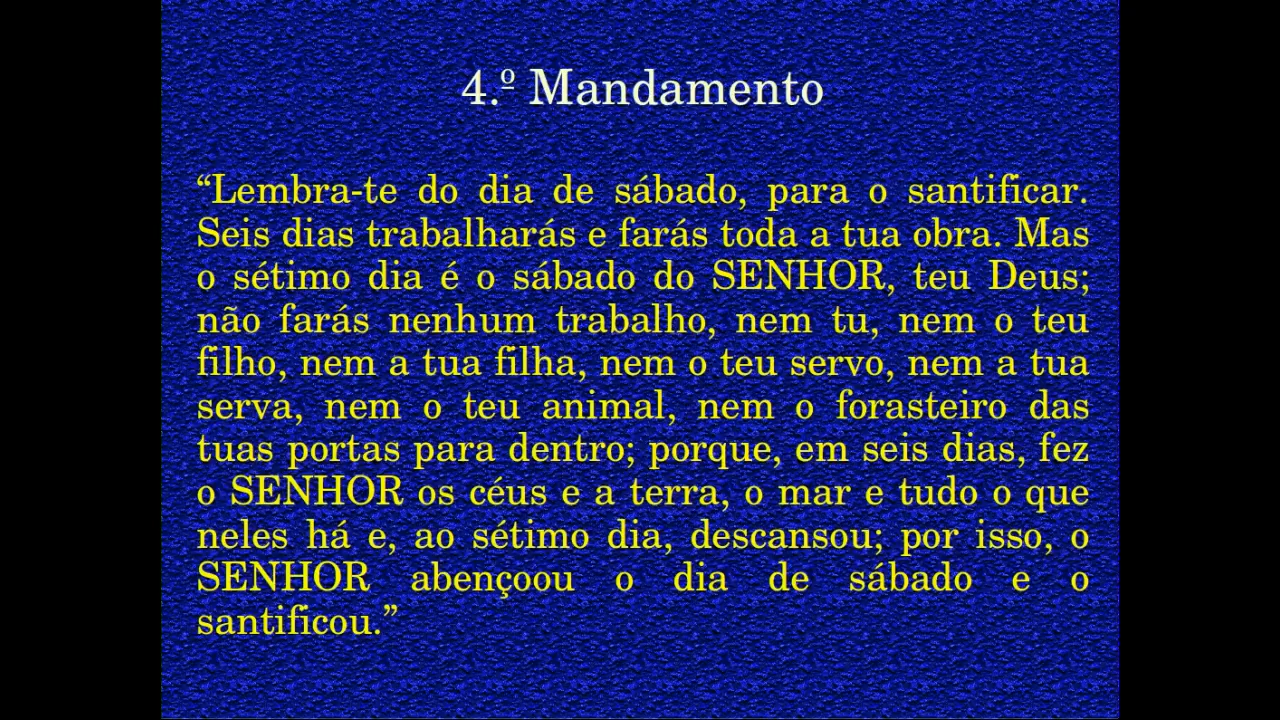 4.º Mandamento
“Lembra-te do dia de sábado, para o santificar.
Seis dias trabalharás e farás toda a tua obra. Mas
o sétimo dia é o sábado do SENHOR, teu Deus;
não farás nenhum trabalho, nem tu, nem o teu
filho, nem a tua filha, nem o teu servo, nem a tua
serva, nem o teu animal, nem o forasteiro das
tuas portas para dentro; porque, em seis dias, fez
o SENHOR os céus e a terra, o mar e tudo o que
neles há e, ao sétimo dia, descansou; por isso, o
SENHOR abençoou o dia de sábado e o
santificou.”